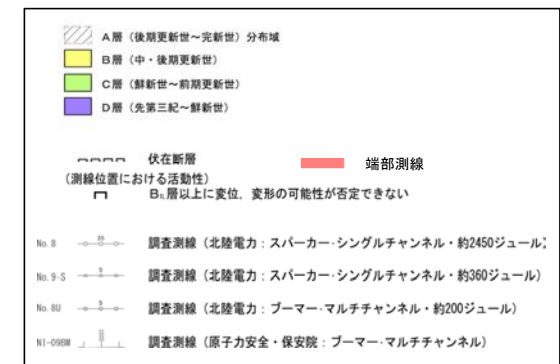 A層（後期更新世～完新世）分布域
B層（中・後期更新世）
C層（鮮新世～前期更新世）
D層（先第三紀～鮮新世）
伏在断層 端部測線
（測線位置における活動性）
B1L層以上に変位，変形の可能性が否定できない
No.8 25 調査測線（北陸電力：スパーカー・シングルチャンネル・約2450ジュール）
No.9-S 5 調査測線（北陸電力：スパーカー・シングルチャンネル・約360ジュール）
No.8U 5 調査測線（北陸電力：ブーマー・マルチチャンネル・約200ジュール）
NI-09BM 調査測線（原子力安全・保安院：ブーマー・マルチチャンネル）